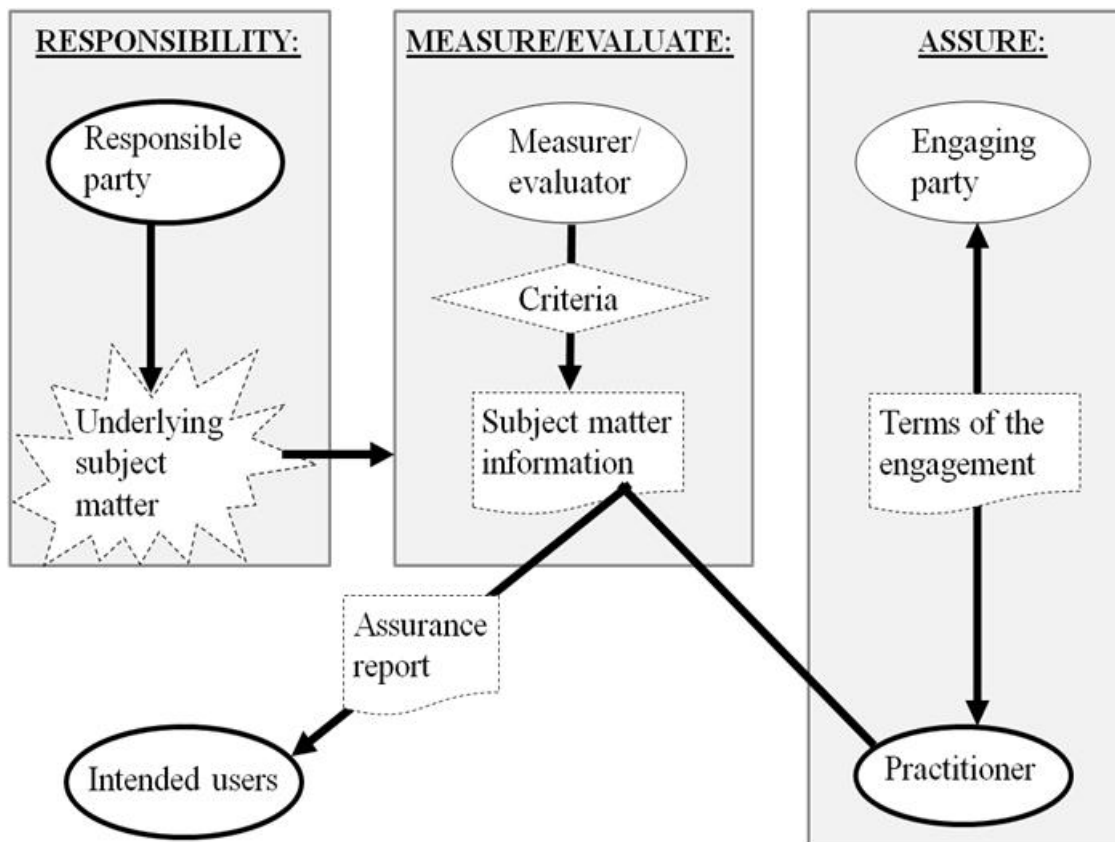 RESPONSIBILITY:
MEASURE/EVALUATE:
ASSURE:
Responsible
party
Measurer/
evaluator
Engaging
party
Criteria
Underlying
subject
matter
Subject matter
information
Terms of the
engagement
Assurance
report
Intended users
Practitioner